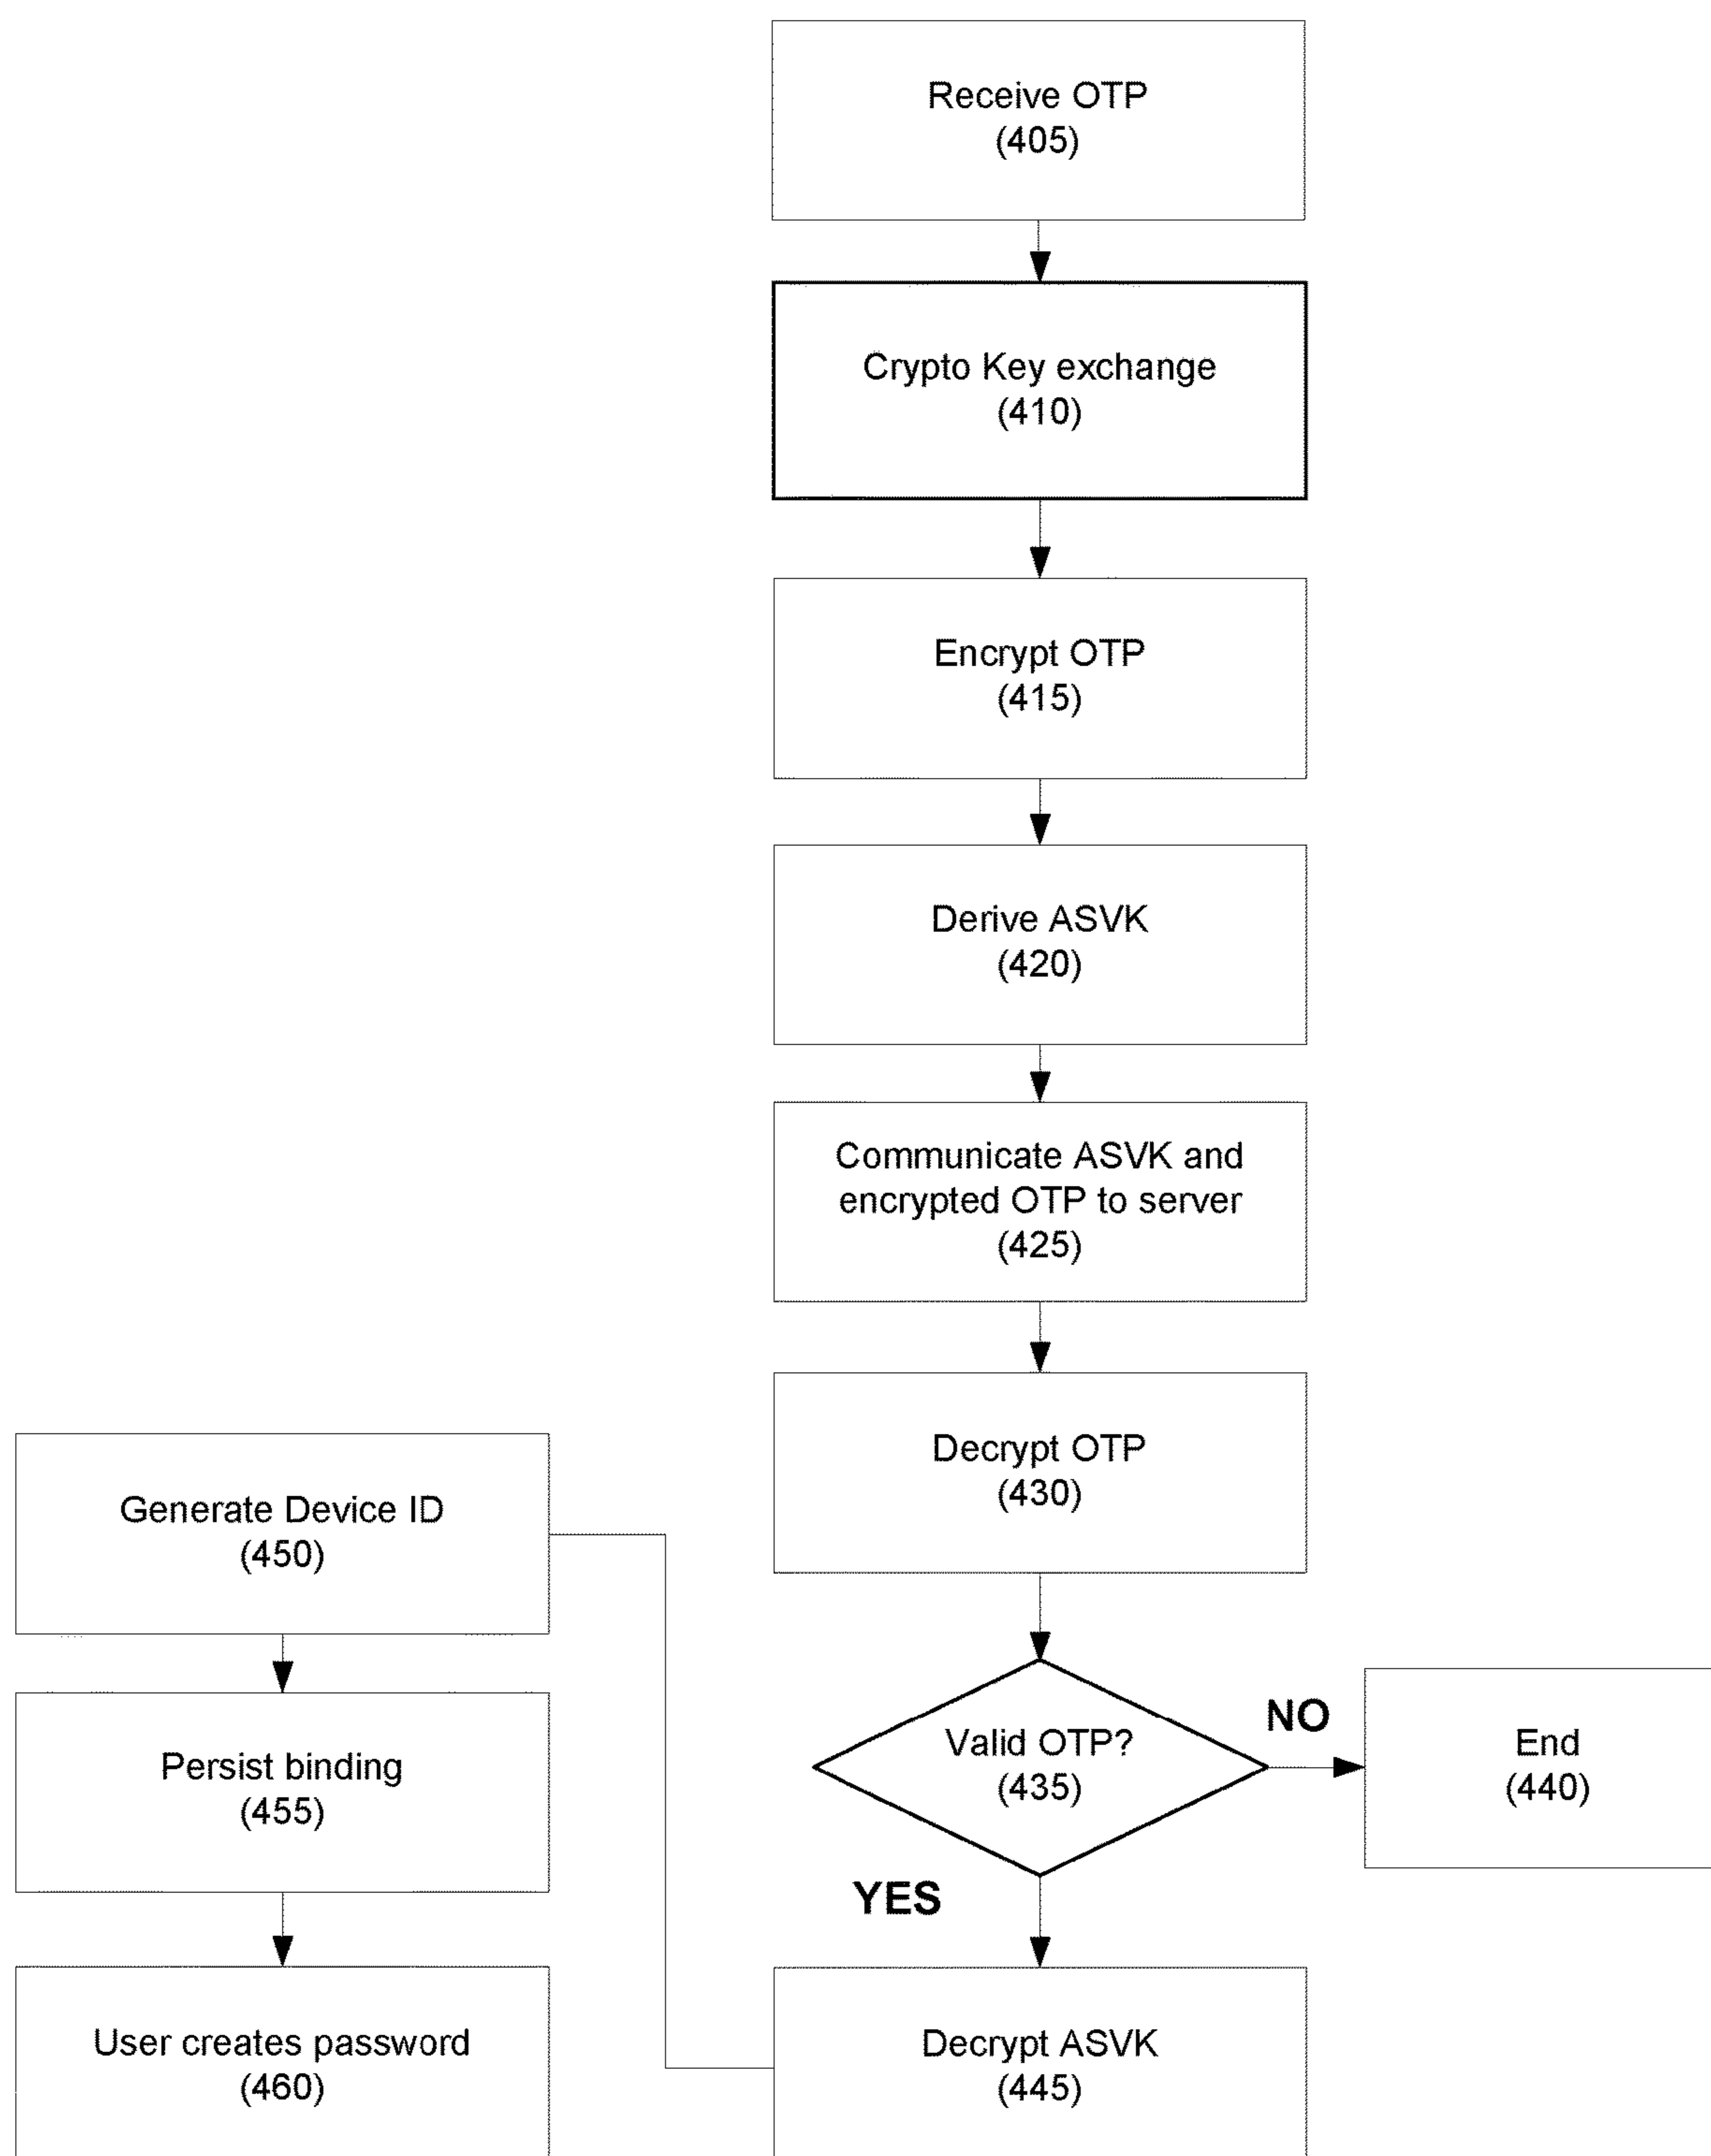 Receive OTP
(405)
Crypto Key exchange
(410)
Encrypt OTP
(415)
Derive ASVK
(420)
Communicate ASVK and
encrypted OTP to server
(425)
Decrypt OTP
(430)
Valid OTP?
(435)
NO
End
(440)
YES
Decrypt ASVK
(445)
Generate Device ID
(450)
Persist binding
(455)
User creates password
(460)